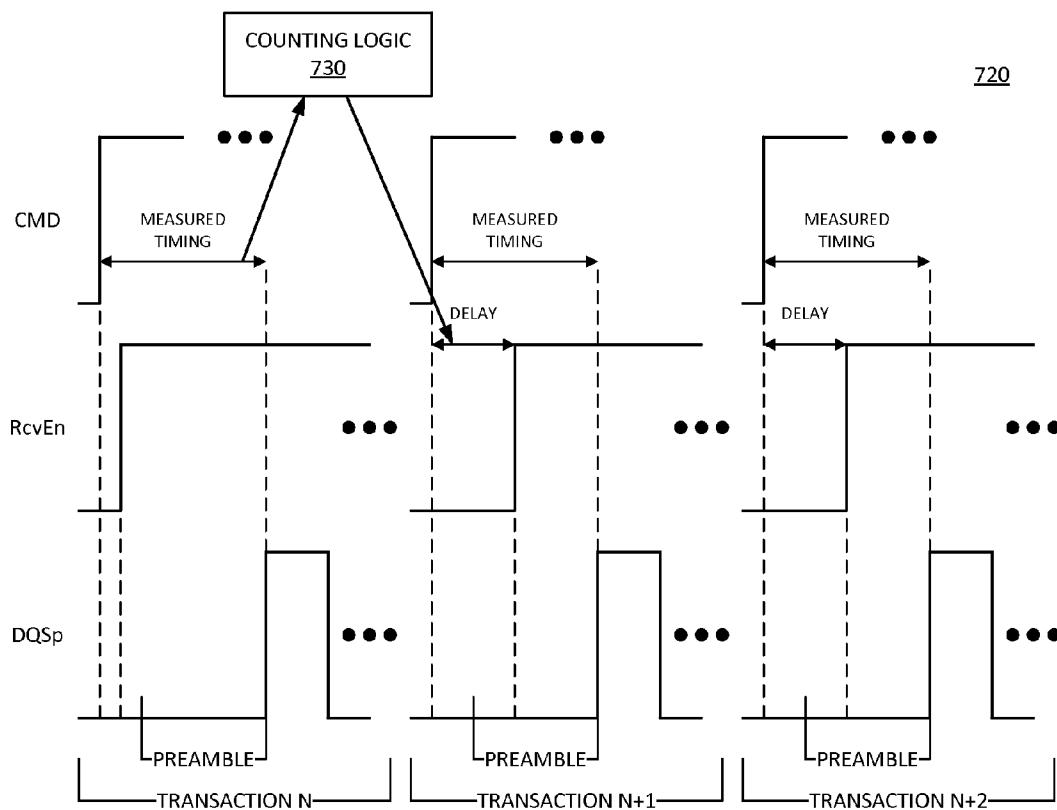 COUNTING LOGIC
730
720
CMD
MEASURED
TIMING
MEASURED
TIMING
MEASURED
TIMING
DELAY
DELAY
RcvEn
DQSp
PREAMBLE
PREAMBLE
PREAMBLE
TRANSACTION N
TRANSACTION N+1
TRANSACTION N+2